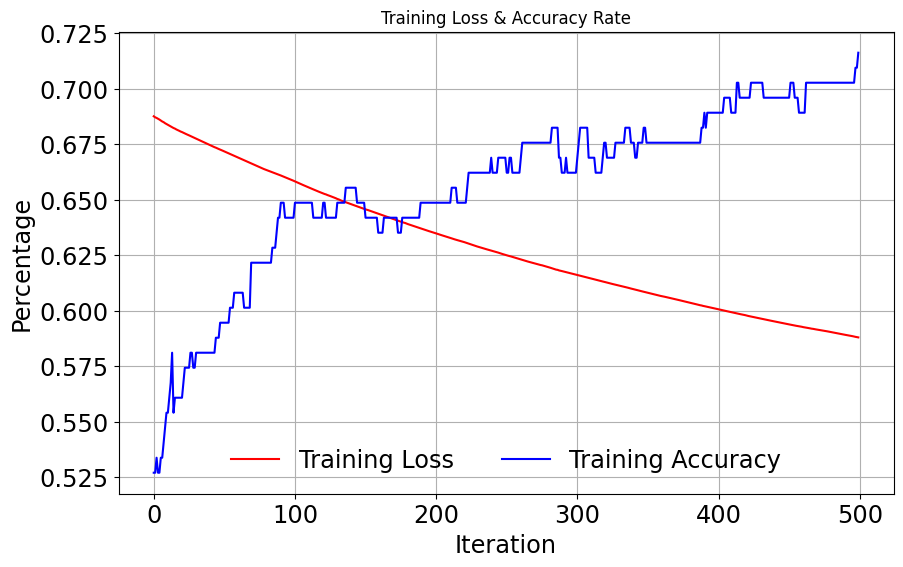 Training Loss & Accuracy Rate
0.725
0.700
0.675
0.650
0.625
0.600
0.575
0.550
0.525
Percentage
Training Loss
Training Accuracy
0 100 200 300 400 500
Iteration